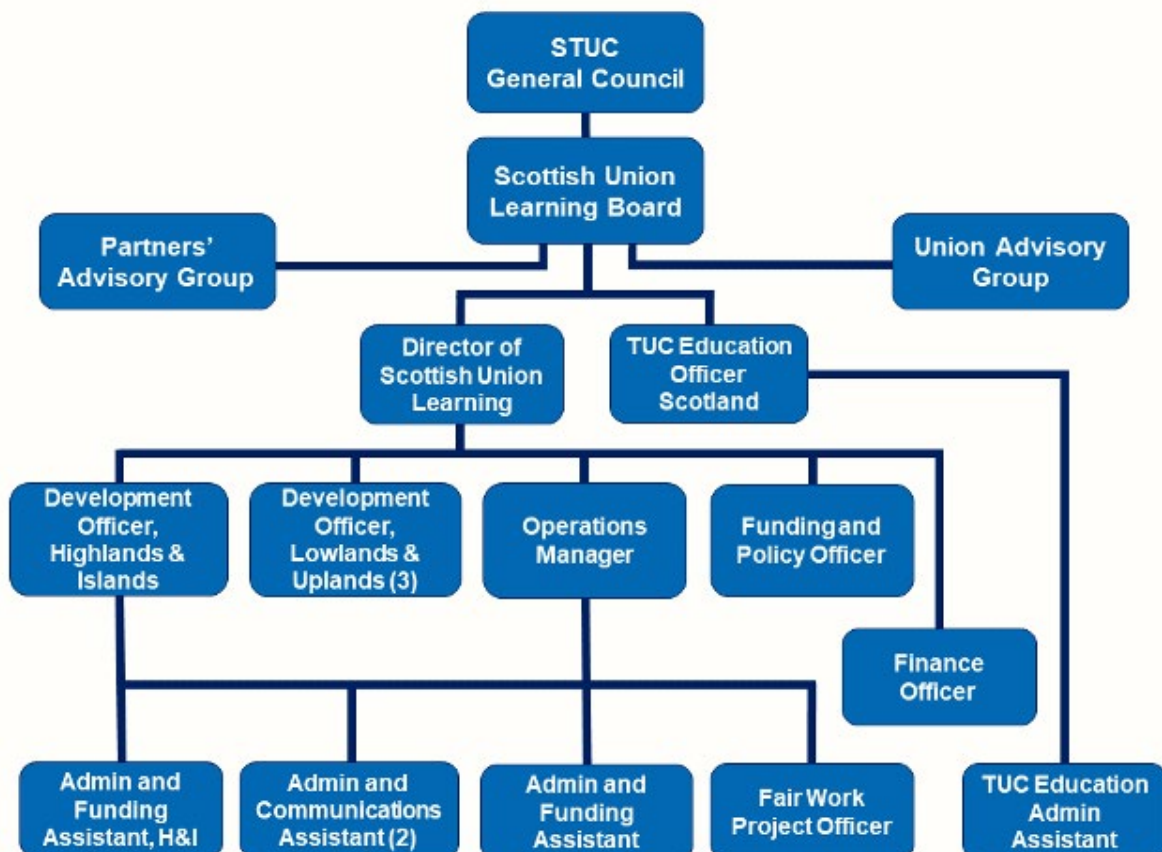 STUC
General Council
Scottish Union
Learning Board
Partners'
Advisory Group
Union Advisory
Group
Director of
Scottish Union
Learning
TUC Education
Officer
Scotland
Development
Officer,
Highlands &
Islands
Development
Officer,
Lowlands &
Uplands (3)
Operations
Manager
Funding and
Policy Officer
Finance
Officer
Admin and
Funding
Assistant, H&I
Admin and
Communications
Assistant (2)
Admin and
Funding
Assistant
Fair Work
Project Officer
TUC Education
Admin
Assistant